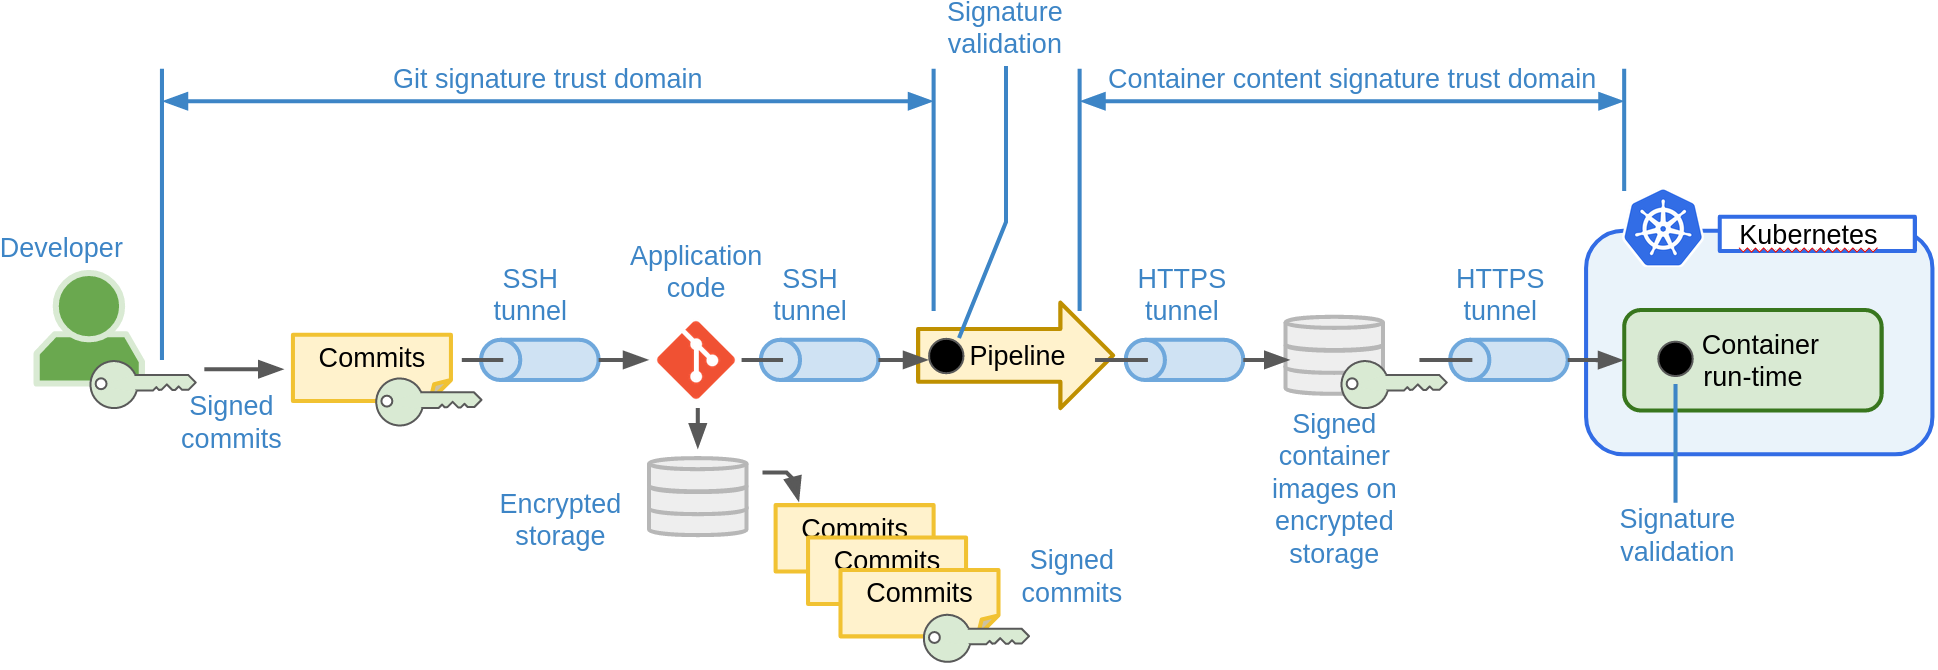 Signature
validation
Git signature trust domain
Container content signature trust domain
Developer
Signed
commits
Commits
SSH
tunnel
Application
code
SSH
tunnel
Pipeline
HTTPS
tunnel
HTTPS
tunnel
Kubernetes
Container
run-time
Signed
container
images on
encrypted
storage
Signature
validation
Encrypted
storage
Commits
Commits
Commits
Signed
commits